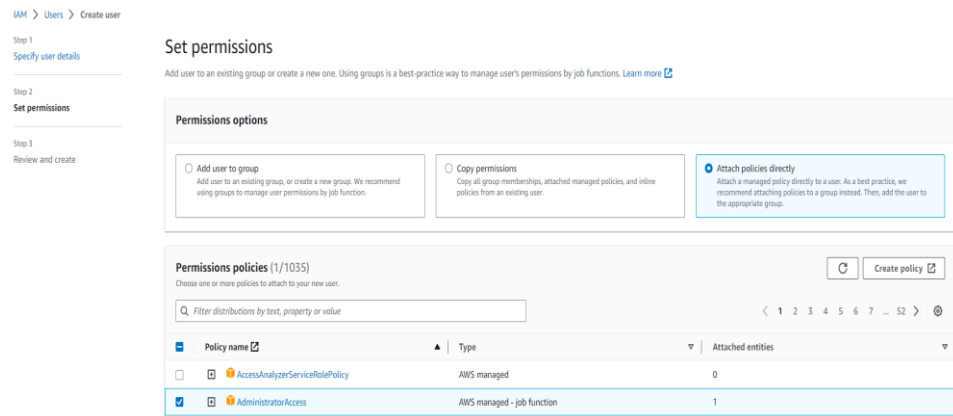 IAM > Users > Create user
Step 1
Specify user details
Step 2
Set permissions
Step 3
Review and create
Set permissions
Add user to an existing group or create a new one. Using groups is a best-practice way to manage user's permissions by job functions. Learn more
Permissions options
Add user to group
Add user to an existing group, or create a new group. We recommend
using groups to manage user permissions by job function.
Copy permissions
Copy all group memberships, attached managed policies, and inline
policies from an existing user.
Attach policies directly
Attach a managed policy directly to a user. As a best practice, we
recommend attaching policies to a group instead. Then, add the user to
the appropriate group.
Permissions policies (1/1035)
Choose one or more policies to attach to your new user.
Create policy
Filter distributions by text, property or value
< 1 2 3 4 5 6 7 ... 52 >
Policy name Type Attached entities
AccessAnalyzerServiceRolePolicy AWS managed 0
AdministratorAccess AWS managed - job function 1